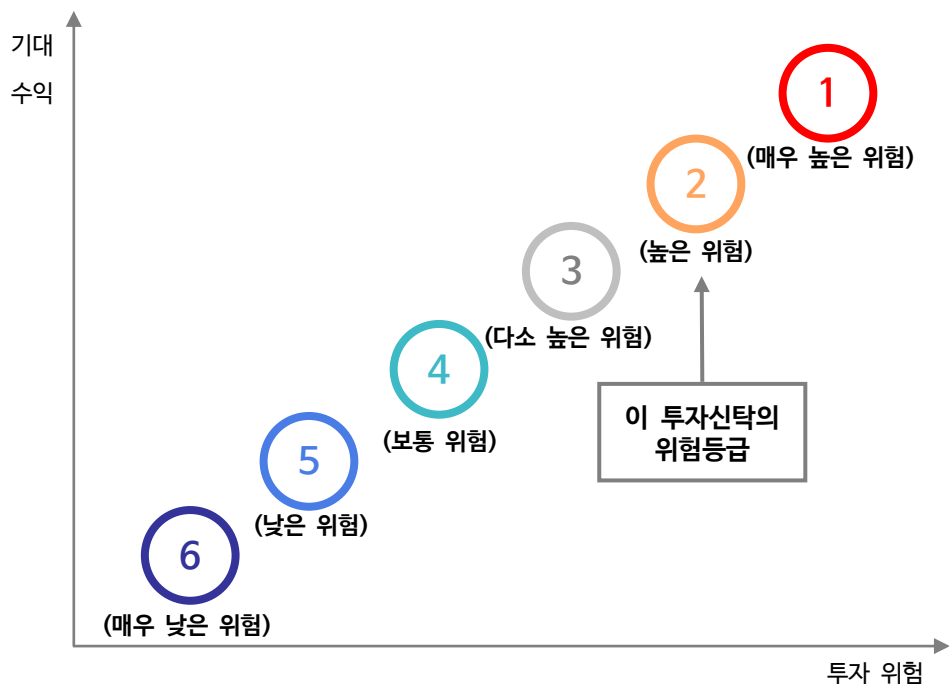 기대
수익
1
(매우 높은 위험)
2
(높은 위험)
3
(다소 높은 위험)
4
(보통 위험)
이 투자신탁의
위험등급
5
(낮은 위험)
6
(매우 낮은 위험)
투자 위험